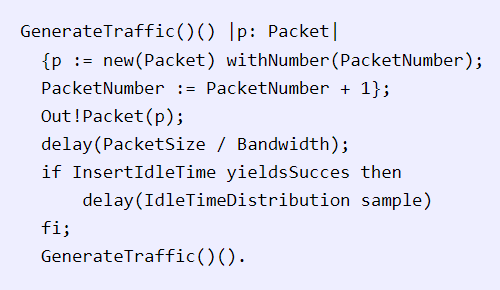 GenerateTraffic()() |p: Packet|
{p := new(Packet) withNumber(PacketNumber);
PacketNumber := PacketNumber + 1};
Out!Packet(p);
delay(PacketSize / Bandwidth);
if InsertIdleTime yieldsSucces then
delay(IdleTimeDistribution sample)
fi;
GenerateTraffic()().